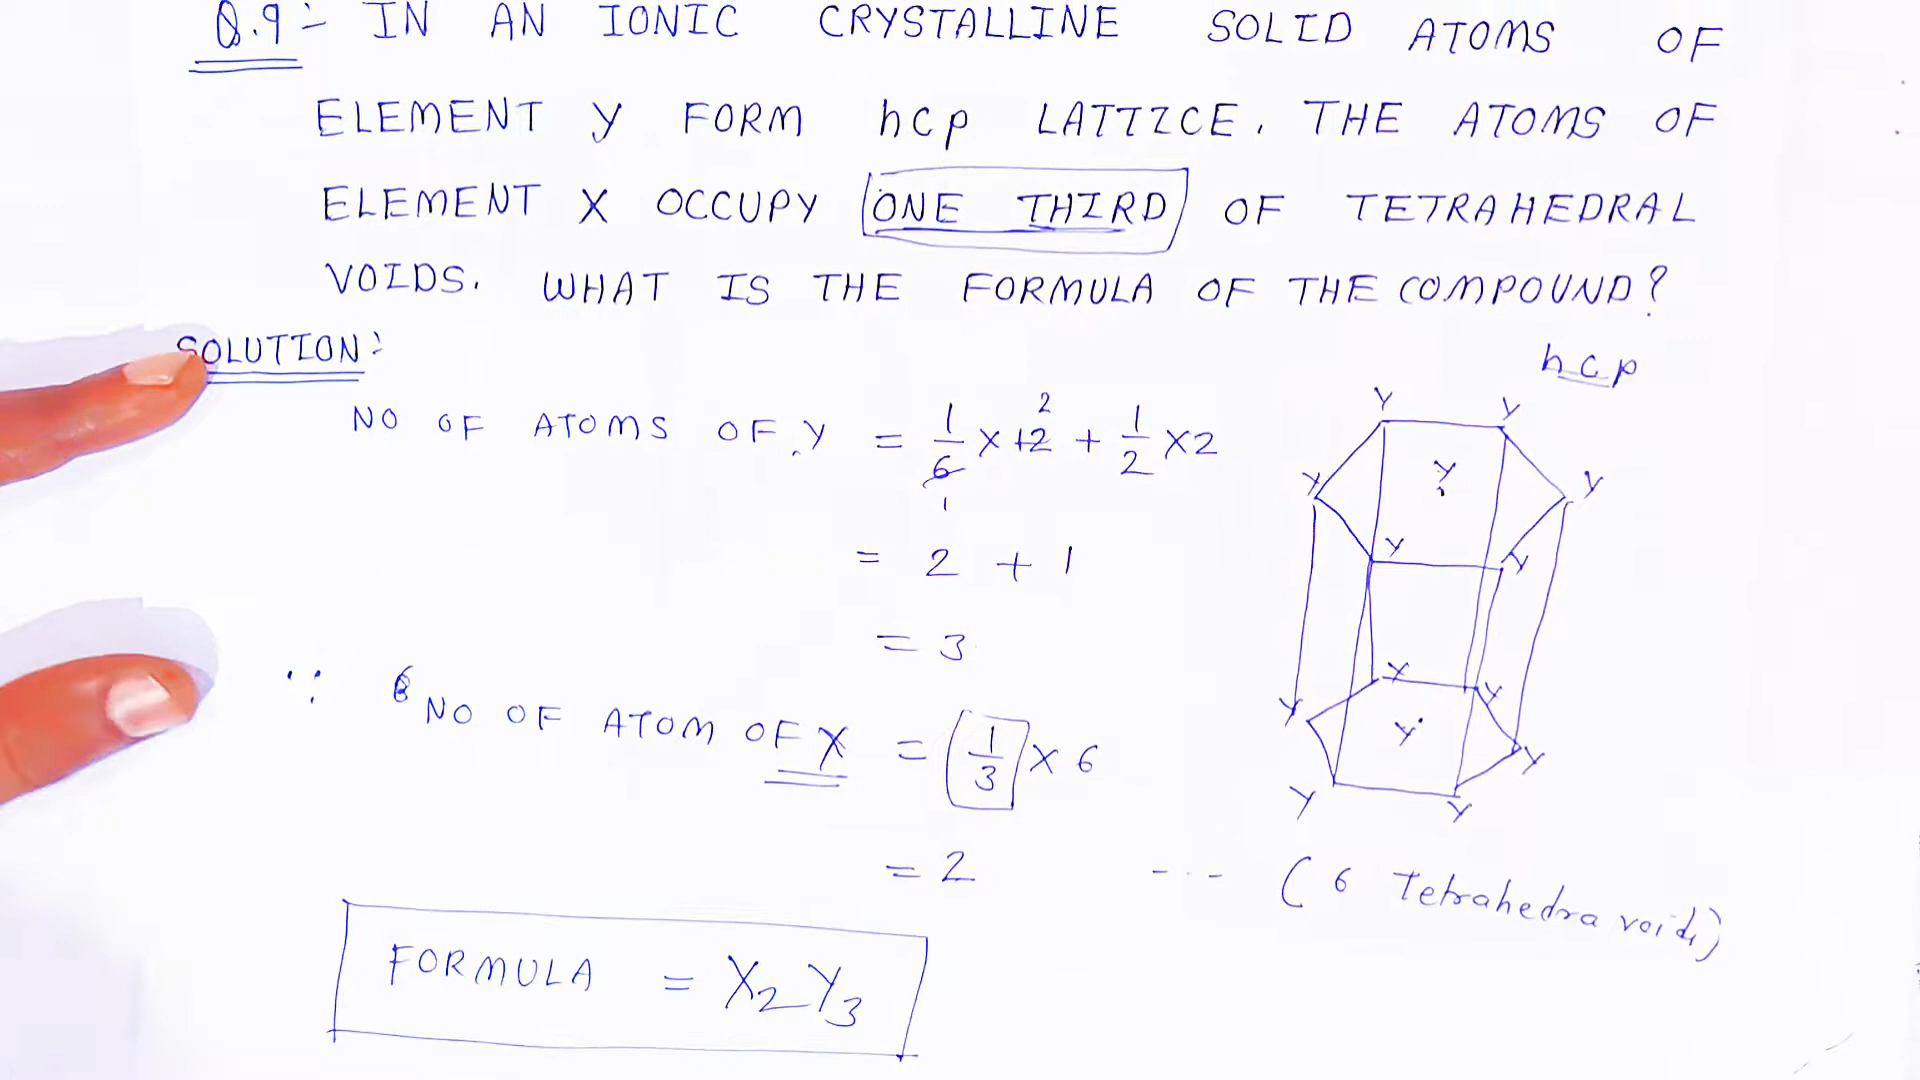 Q.9:- IN AN IONIC CRYSTALLINE SOLID ATOMS OF
ELEMENT Y FORM hcp LATTICE. THE ATOMS OF
ELEMENT X OCCUPY ONE THIRD OF TETRAHEDRAL
VOIDS. WHAT IS THE FORMULA OF THE COMPOUND?
SOLUTION:-
hcp
NO OF ATOMS OF Y = 1/6 x 12 2 + 1/2 x 2
1
= 2 + 1
= 3
∵ NO OF ATOM OF X = (1/3) x 6
= 2 --- (6 Tetrahedra voids)
FORMULA = X₂Y₃
Y Y
Y Y Y
Y Y
X Y
Y Y Y
Y Y